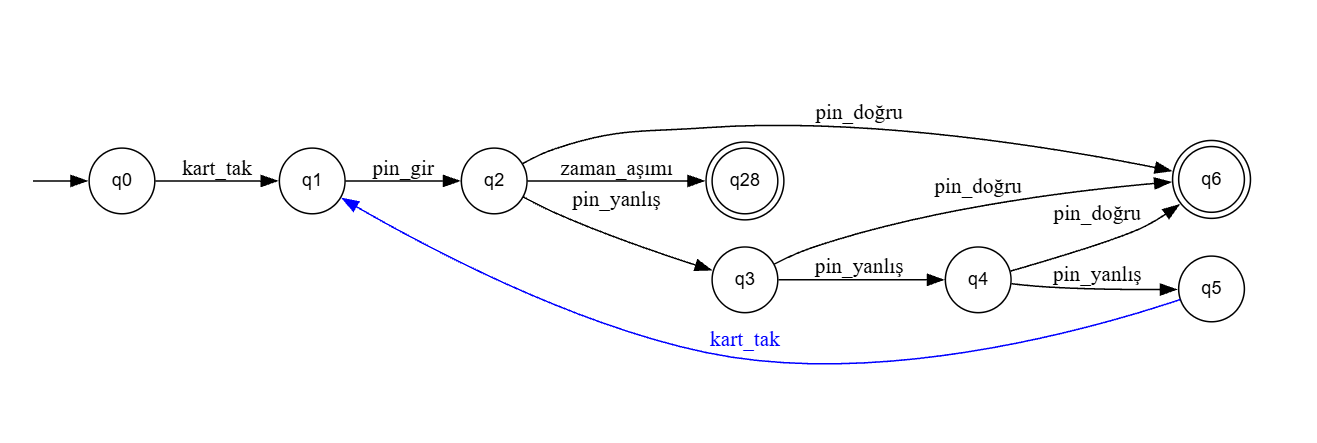 pin_doğru
q0
kart_tak
q1
pin_gir
q2
zaman_aşımı
q28
q6
pin_yanlış
pin_doğru
pin_doğru
q3
pin_yanlış
q4
pin_yanlış
q5
kart_tak